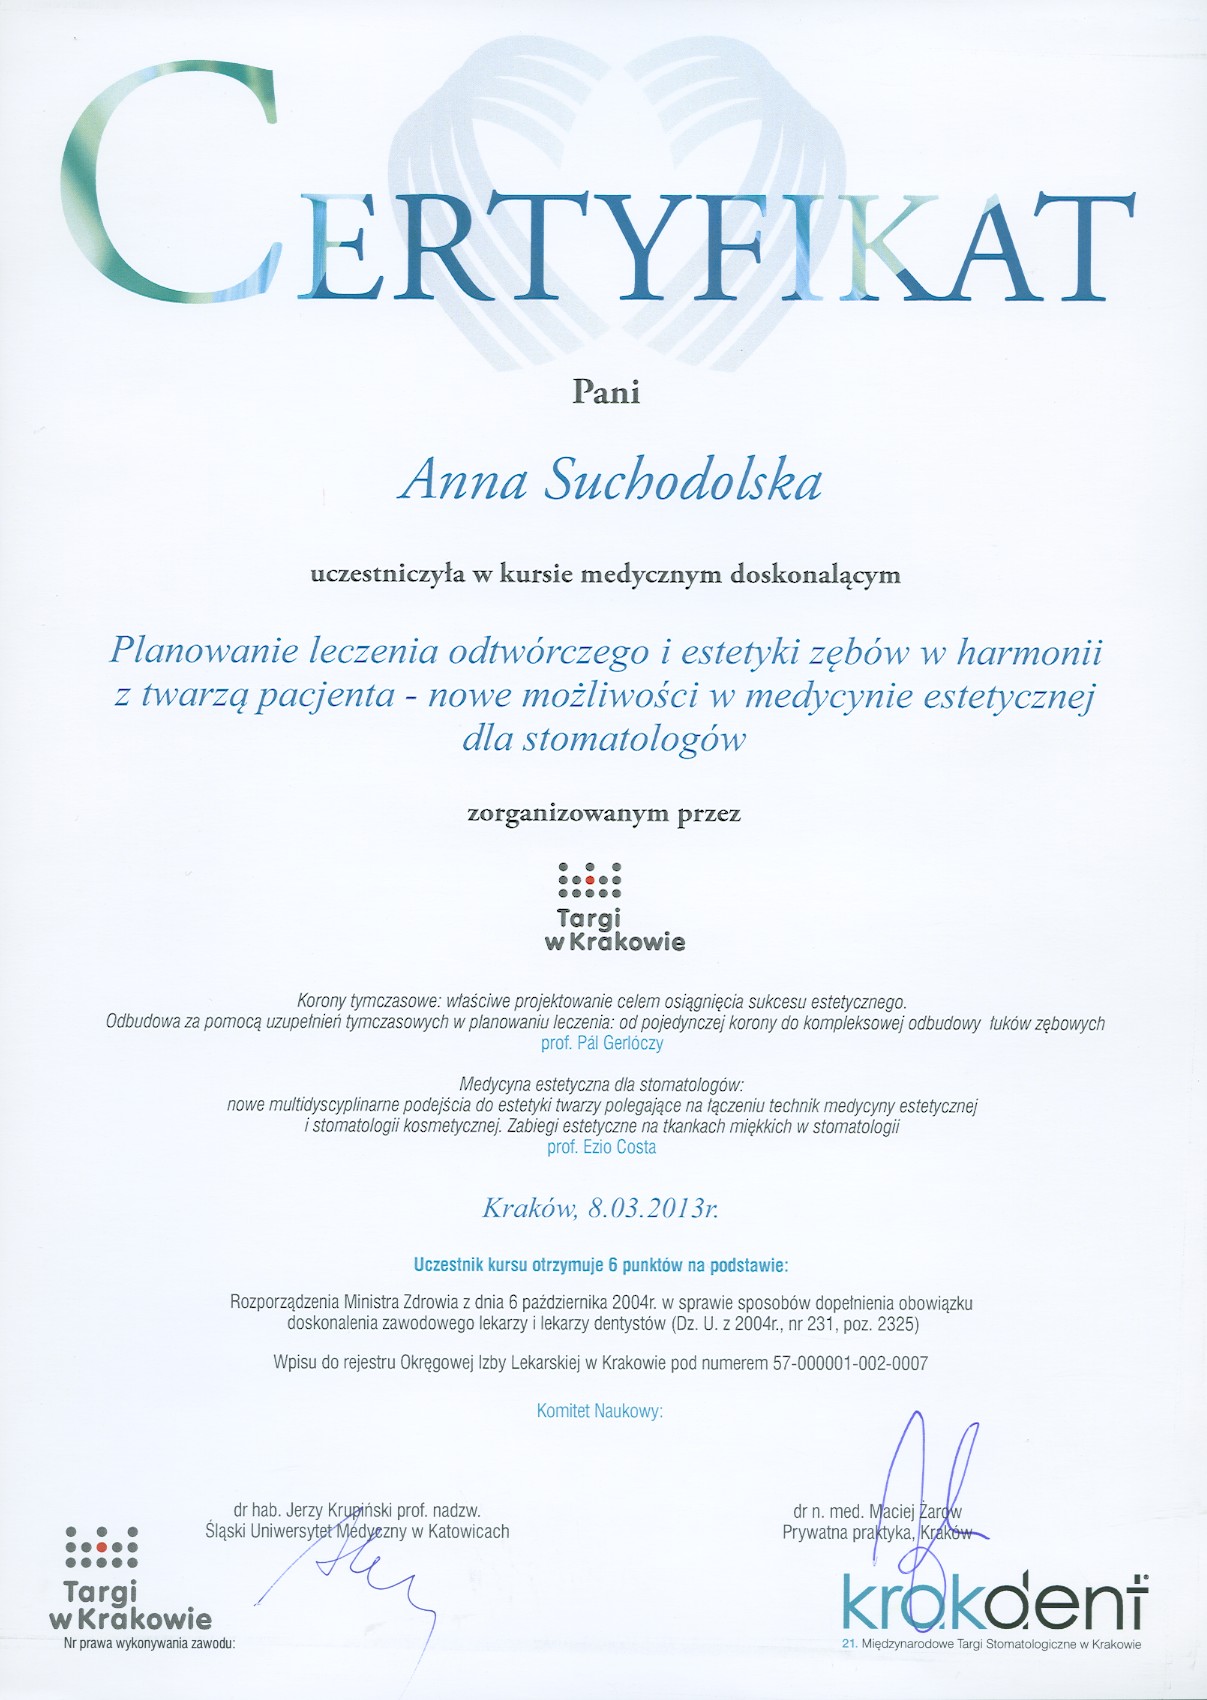 CERTYFIKAT
Pani
Anna Suchodolska
uczestniczyła w kursie medycznym doskonalącym
Planowanie leczenia odtwórczego i estetyki zębów w harmonii
z twarzą pacjenta - nowe możliwości w medycynie estetycznej
dla stomatologów
zorganizowanym przez
Targi
w Krakowie
Korony tymczasowe: właściwe projektowanie celem osiągnięcia sukcesu estetycznego.
Odbudowa za pomocą uzupełnień tymczasowych w planowaniu leczenia: od pojedynczej korony do kompleksowej odbudowy łuków zębowych
prof. Pál Gerlóczy
Medycyna estetyczna dla stomatologów:
nowe multidyscyplinarne podejścia do estetyki twarzy polegające na łączeniu technik medycyny estetycznej
i stomatologii kosmetycznej. Zabiegi estetyczne na tkankach miękkich w stomatologii
prof. Ezio Costa
Kraków, 8.03.2013r.
Uczestnik kursu otrzymuje 6 punktów na podstawie:
Rozporządzenia Ministra Zdrowia z dnia 6 października 2004r. w sprawie sposobów dopełnienia obowiązku
doskonalenia zawodowego lekarzy i lekarzy dentystów (Dz. U. z 2004r., nr 231, poz. 2325)
Wpisu do rejestru Okręgowej Izby Lekarskiej w Krakowie pod numerem 57-000001-002-0007
Komitet Naukowy:
dr hab. Jerzy Krupiński prof. nadzw.
Śląski Uniwersytet Medyczny w Katowicach
dr n. med. Maciej Żarow
Prywatna praktyka, Kraków
Targi
w Krakowie
Nr prawa wykonywania zawodu:
krakdent
21. Międzynarodowe Targi Stomatologiczne w Krakowie